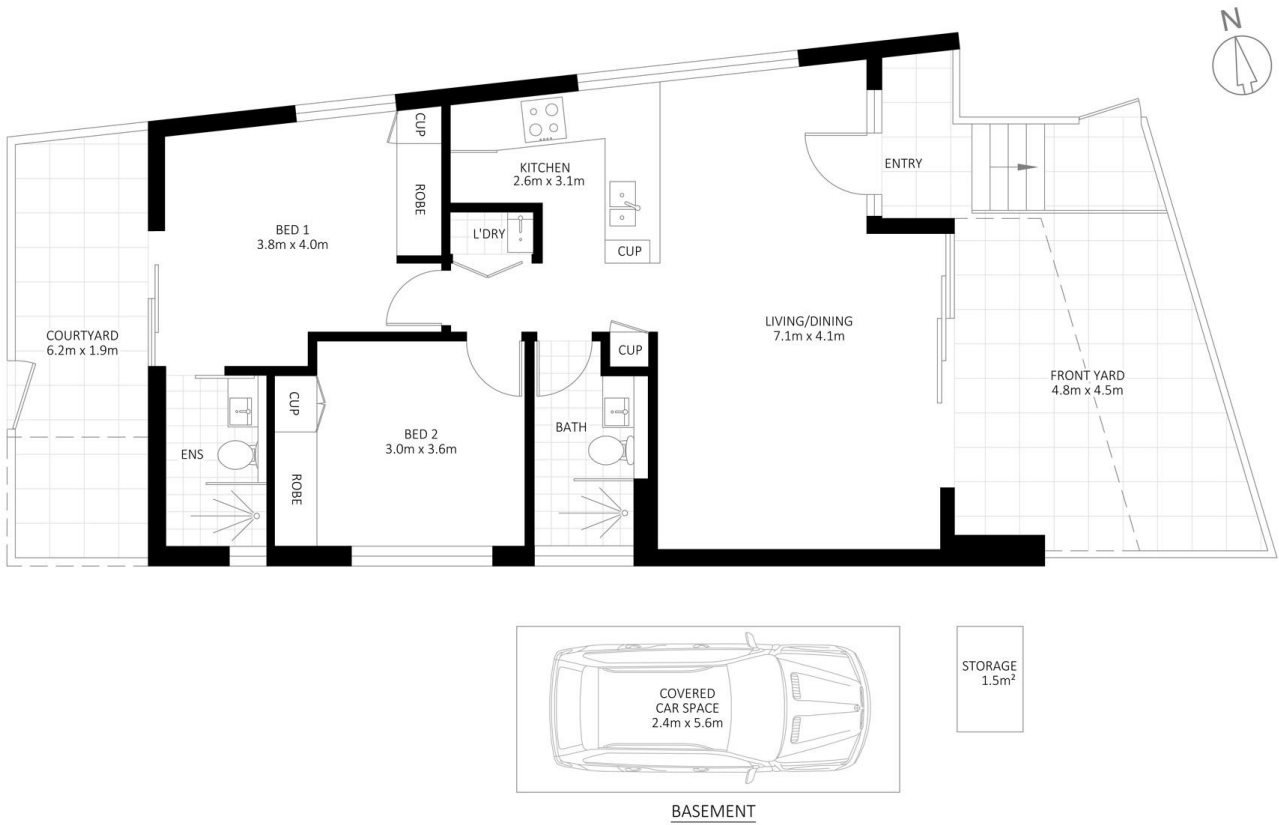 N
CUP
ROBE
KITCHEN
2.6m x 3.1m
ENTRY
BED 1
3.8m x 4.0m
L'DRY
CUP
COURTYARD
6.2m x 1.9m
LIVING/DINING
7.1m x 4.1m
CUP
FRONT YARD
4.8m x 4.5m
CUP
BED 2
3.0m x 3.6m
BATH
ENS
ROBE
COVERED
CAR SPACE
2.4m x 5.6m
STORAGE
1.5m²
BASEMENT